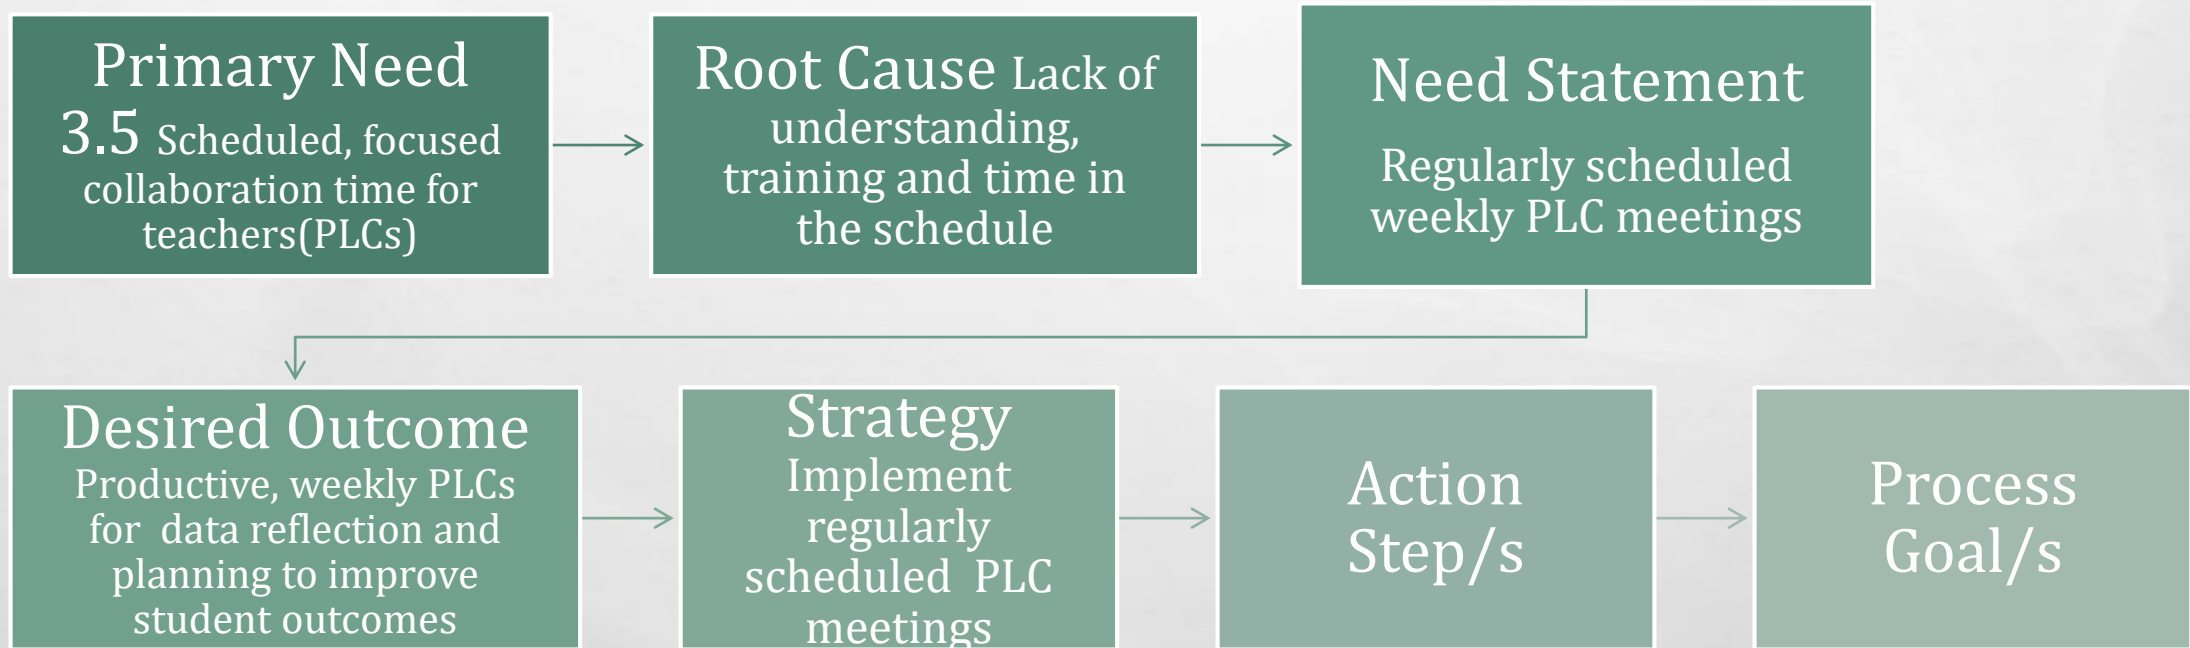 Primary Need
3.5 Scheduled, focused
collaboration time for
teachers(PLCs)
Root Cause Lack of
understanding,
training and time in
the schedule
Need Statement
Regularly scheduled
weekly PLC meetings
Desired Outcome
Productive, weekly PLCs
for  data reflection and
planning to improve
student outcomes
Strategy
Implement
regularly
scheduled  PLC
meetings
Action
Step/s
Process
Goal/s